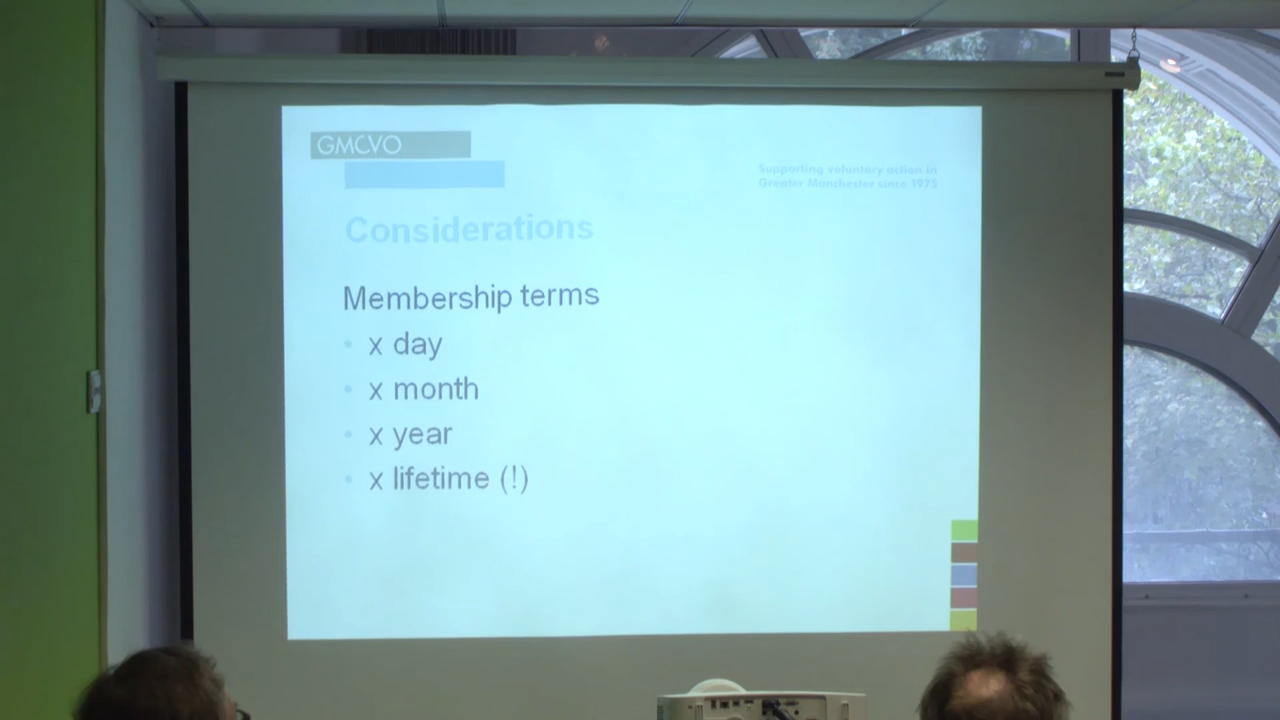 GMCVO
Supporting voluntary action in
Greater Manchester since 1975
Considerations
Membership terms
• x day
• x month
• x year
• x lifetime (!)